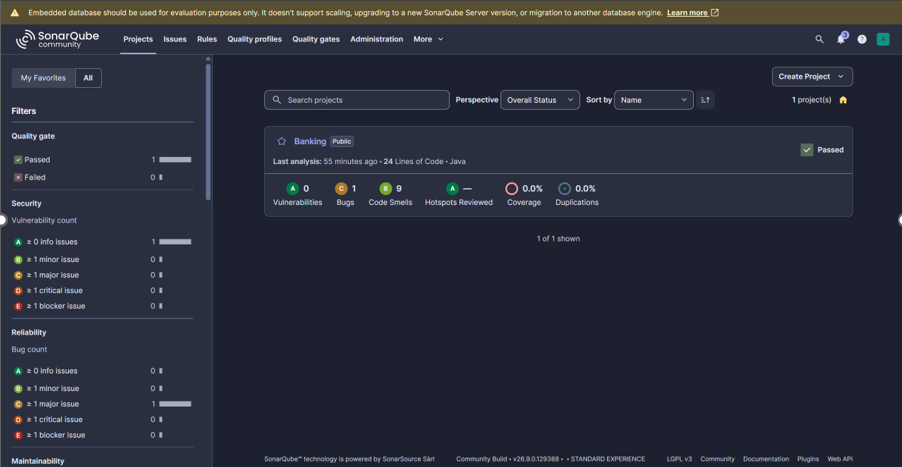 Embedded database should be used for evaluation purposes only. It doesn't support scaling, upgrading to a new SonarQube Server version, or migration to another database engine. Learn more
SonarQube community
Projects Issues Rules Quality profiles Quality gates Administration More
3
A
My Favorites All
Create Project
Search projects
Perspective Overall Status Sort by Name
1 project(s)
Filters
Quality gate
Passed 1
Failed 0
Security
Vulnerability count
A ≥ 0 info issues 1
B ≥ 1 minor issue 0
C ≥ 1 major issue 0
D ≥ 1 critical issue 0
E ≥ 1 blocker issue 0
Reliability
Bug count
A ≥ 0 info issues 0
B ≥ 1 minor issue 0
C ≥ 1 major issue 1
D ≥ 1 critical issue 0
E ≥ 1 blocker issue 0
Maintainability
Banking Public
Passed
Last analysis: 55 minutes ago • 24 Lines of Code • Java
A 0 C 1 B 9 A — 0.0% 0.0%
Vulnerabilities Bugs Code Smells Hotspots Reviewed Coverage Duplications
1 of 1 shown
SonarQube™ technology is powered by SonarSource Sàrl Community Build • v26.9.0.129388 • • STANDARD EXPERIENCE LGPL v3 Community Documentation Plugins Web API